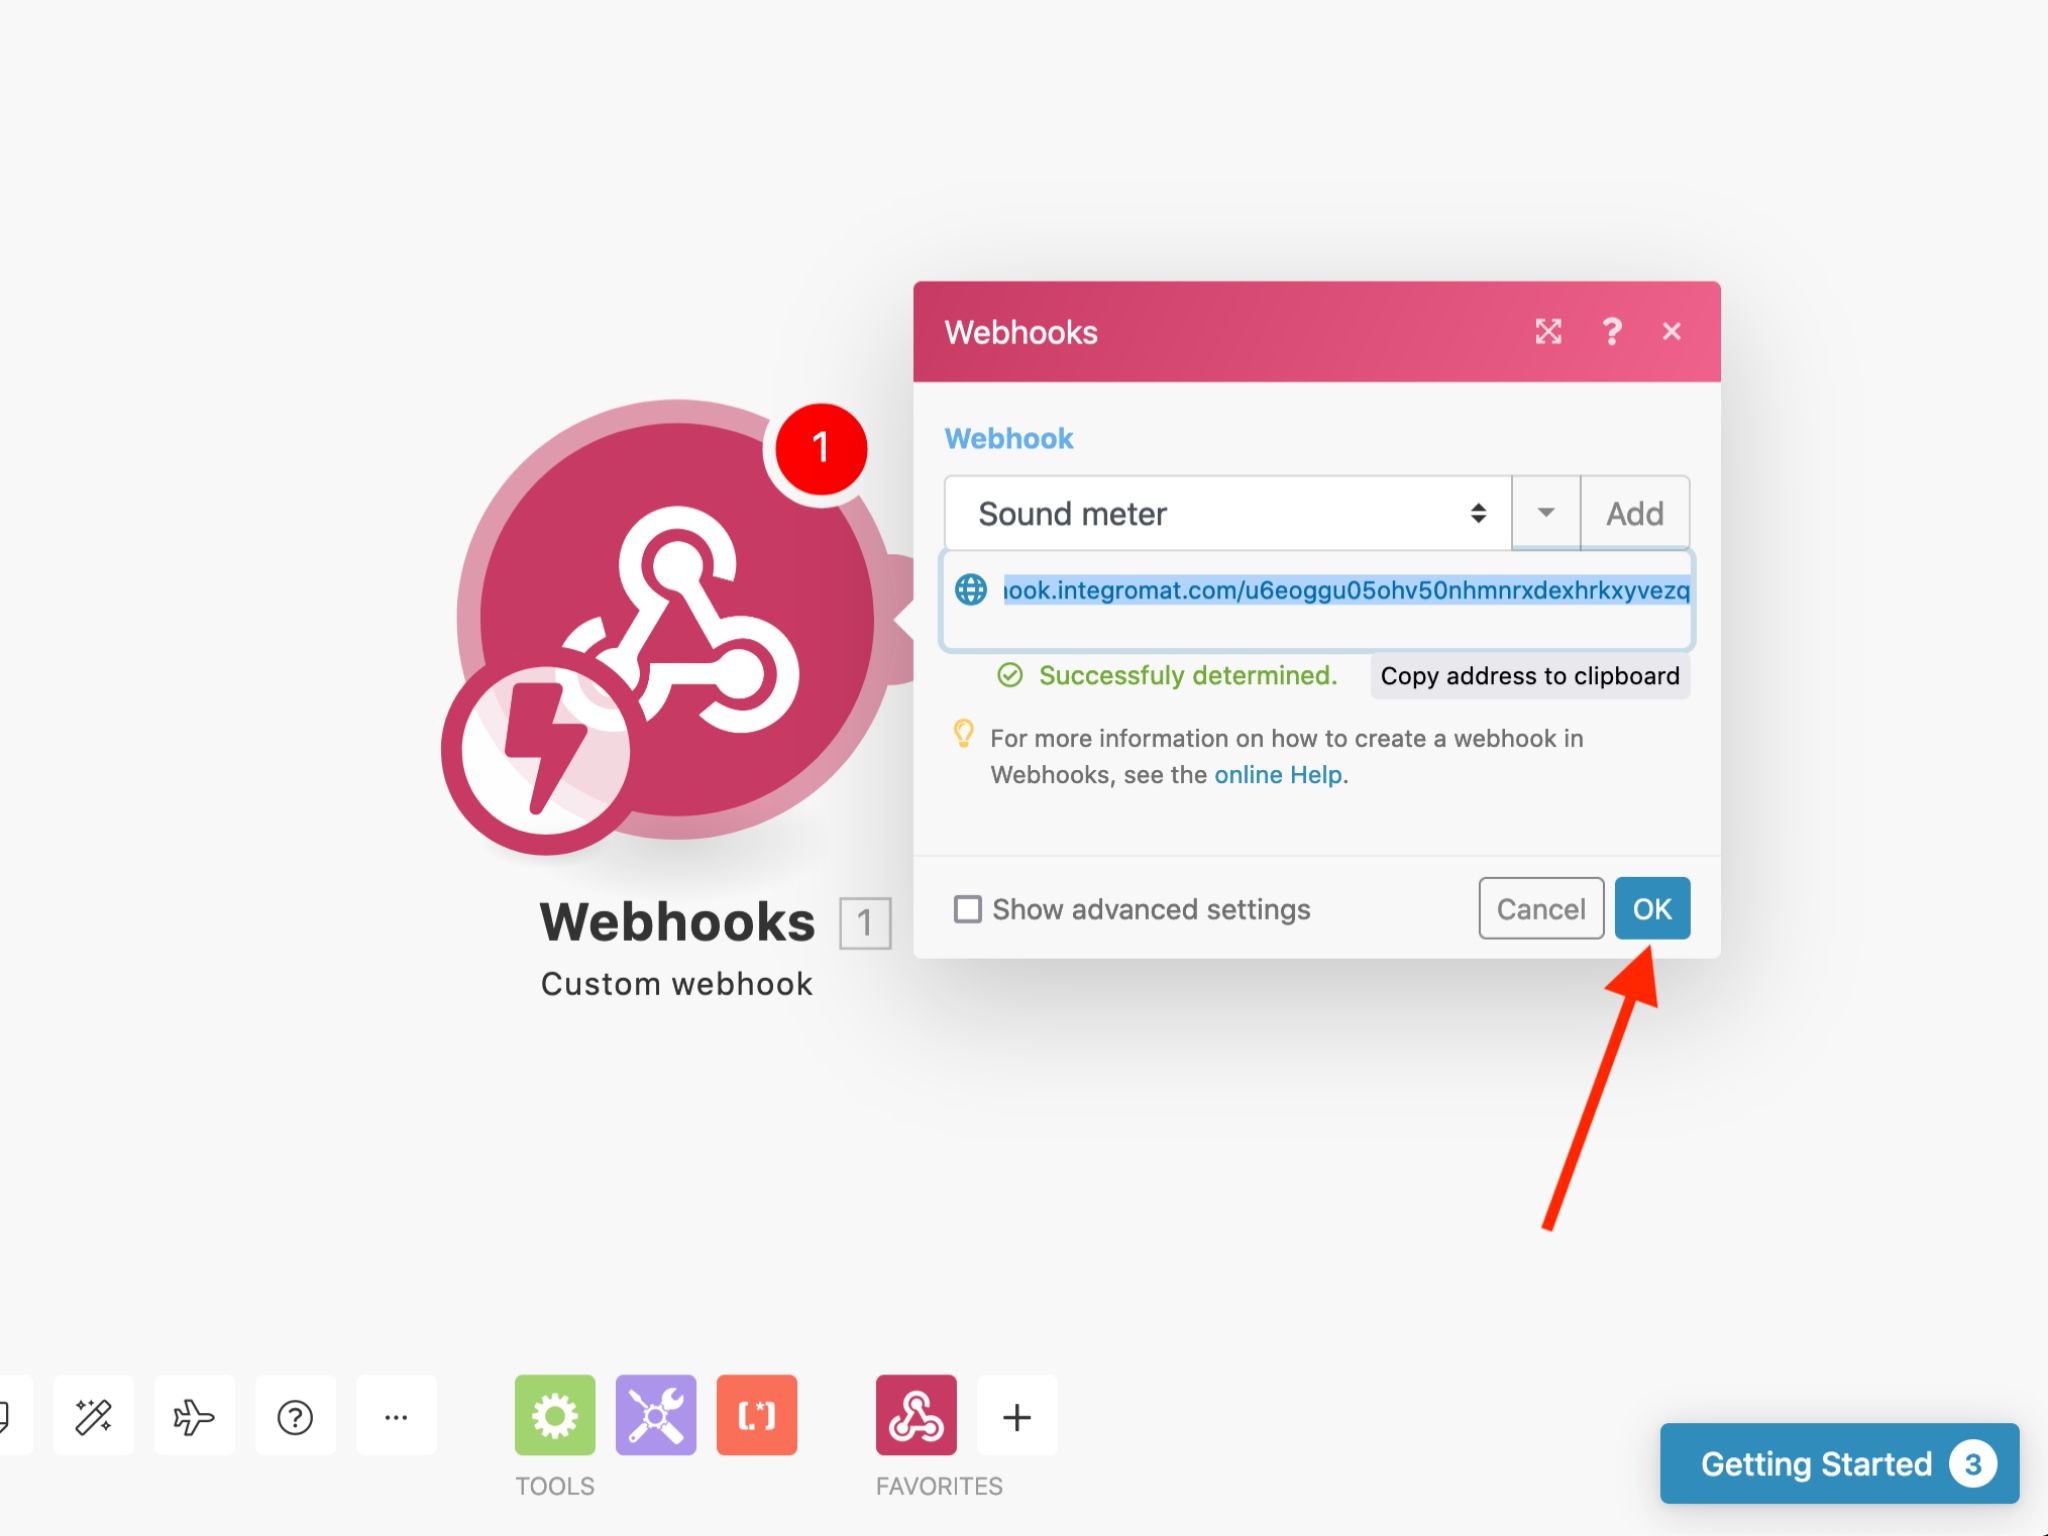 Webhooks
Webhook
Sound meter
Add
hook.integromat.com/u6eoggu05ohv50nhmnrxdexhrkxyvezq
Successfuly determined.
Copy address to clipboard
For more information on how to create a webhook in
Webhooks, see the online Help.
Show advanced settings
Cancel
OK
1
Webhooks 1
Custom webhook
TOOLS
FAVORITES
Getting Started 3